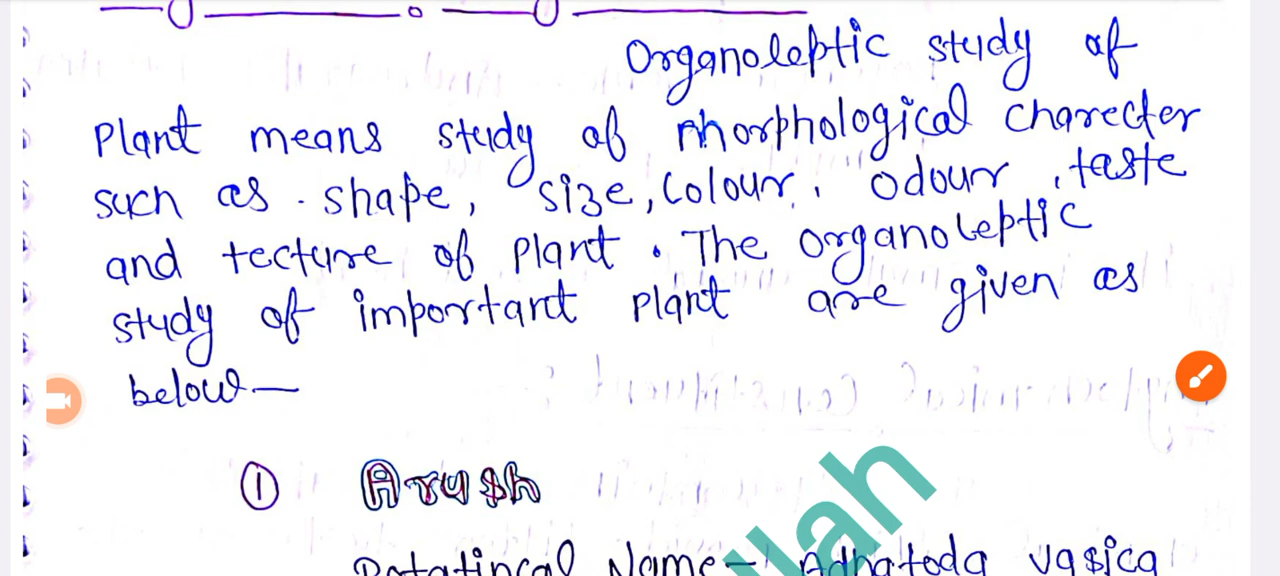 Organoleptic study of
Plant means study of morphological charecter
such as . shape, size, colour, odour, taste
and tecture of plant. The organoleptic
study of important plant are given as
below—
① Arush
Name - Adhatoda vasica
llah